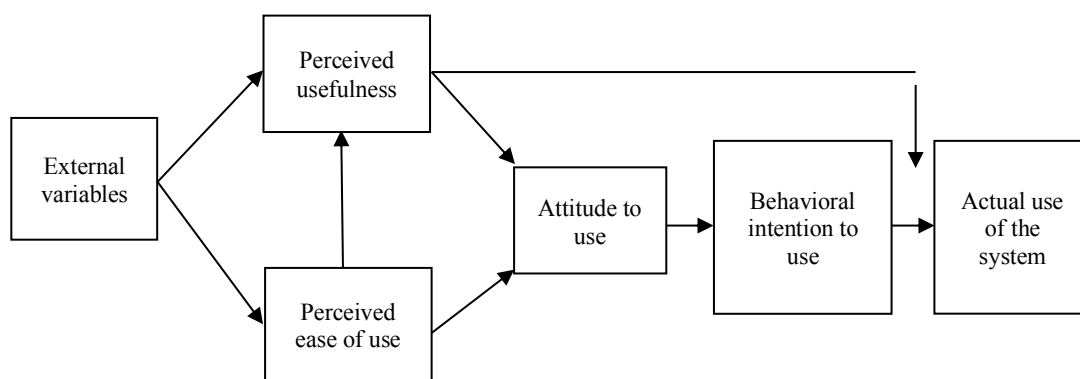 Perceived
usefulness
External
variables
Attitude to
use
Behavioral
intention to
use
Actual use
of the
system
Perceived
ease of use